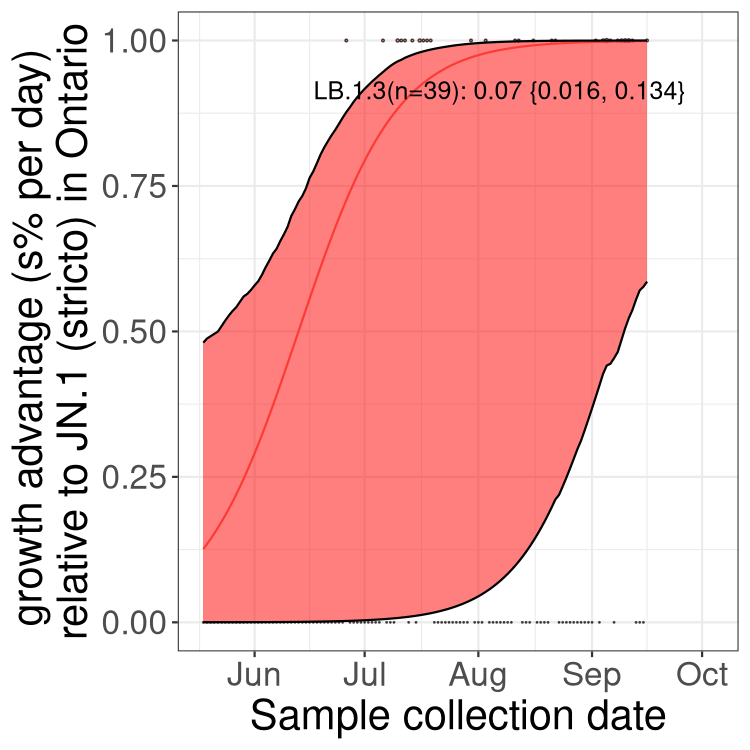 growth advantage (s% per day)
relative to JN.1 (stricto) in Ontario
1.00
0.75
0.50
0.25
0.00
LB.1.3(n=39): 0.07 {0.016, 0.134}
Jun Jul Aug Sep Oct
Sample collection date